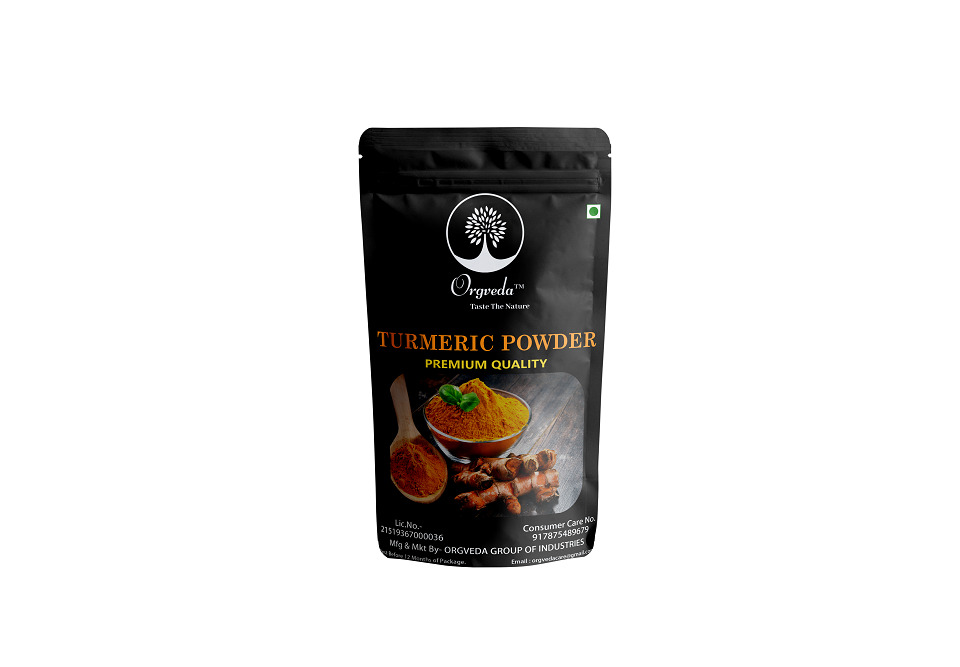 Orgveda™
Taste The Nature
TURMERIC POWDER
PREMIUM QUALITY
Lic.No.-
21519367000036
Consumer Care No.
917875489679
Mfg & Mkt By- ORGVEDA GROUP OF INDUSTRIES
Before 12 Months of Package.
Email : orgvedacare@gmail.com